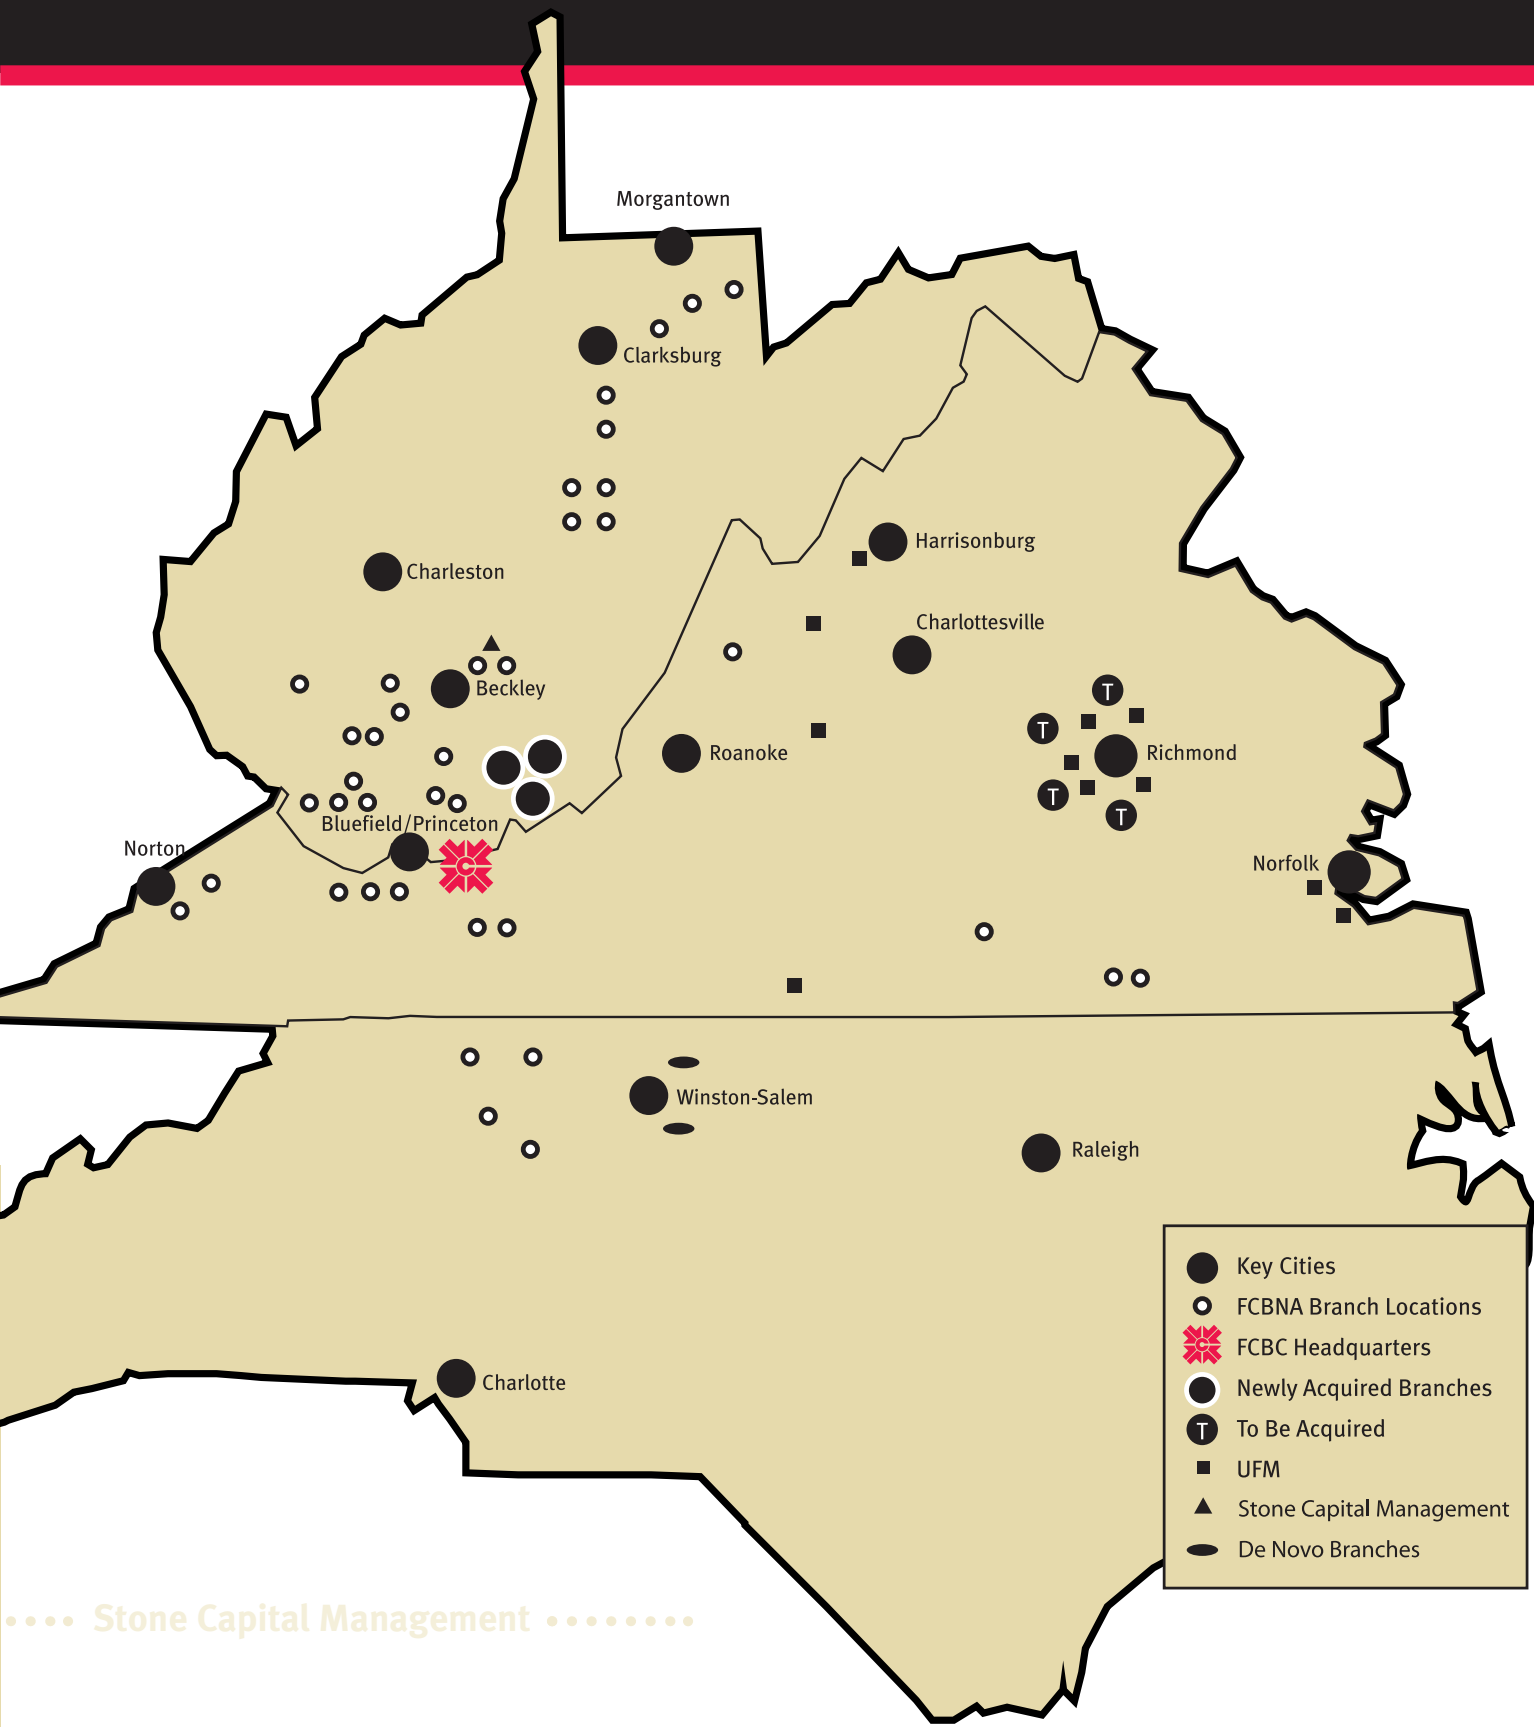 Morgantown
Clarksburg
Harrisonburg
Charleston
Charlottesville
Beckley
T
Roanoke
T
Richmond
T
T
Bluefield/Princeton
Norton
C
Norfolk
Winston-Salem
Raleigh
Key Cities
FCBNA Branch Locations
C FCBC Headquarters
Charlotte
Newly Acquired Branches
T To Be Acquired
UFM
Stone Capital Management
De Novo Branches
Stone Capital Management